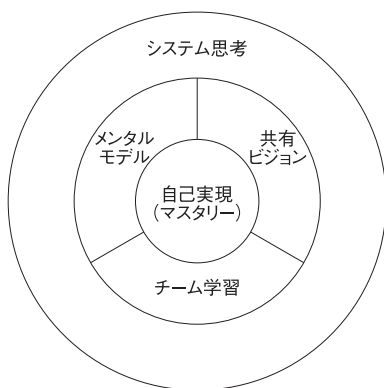 システム思考
メンタル
モデル
共有
ビジョン
自己実現
（マスタリー）
チーム学習